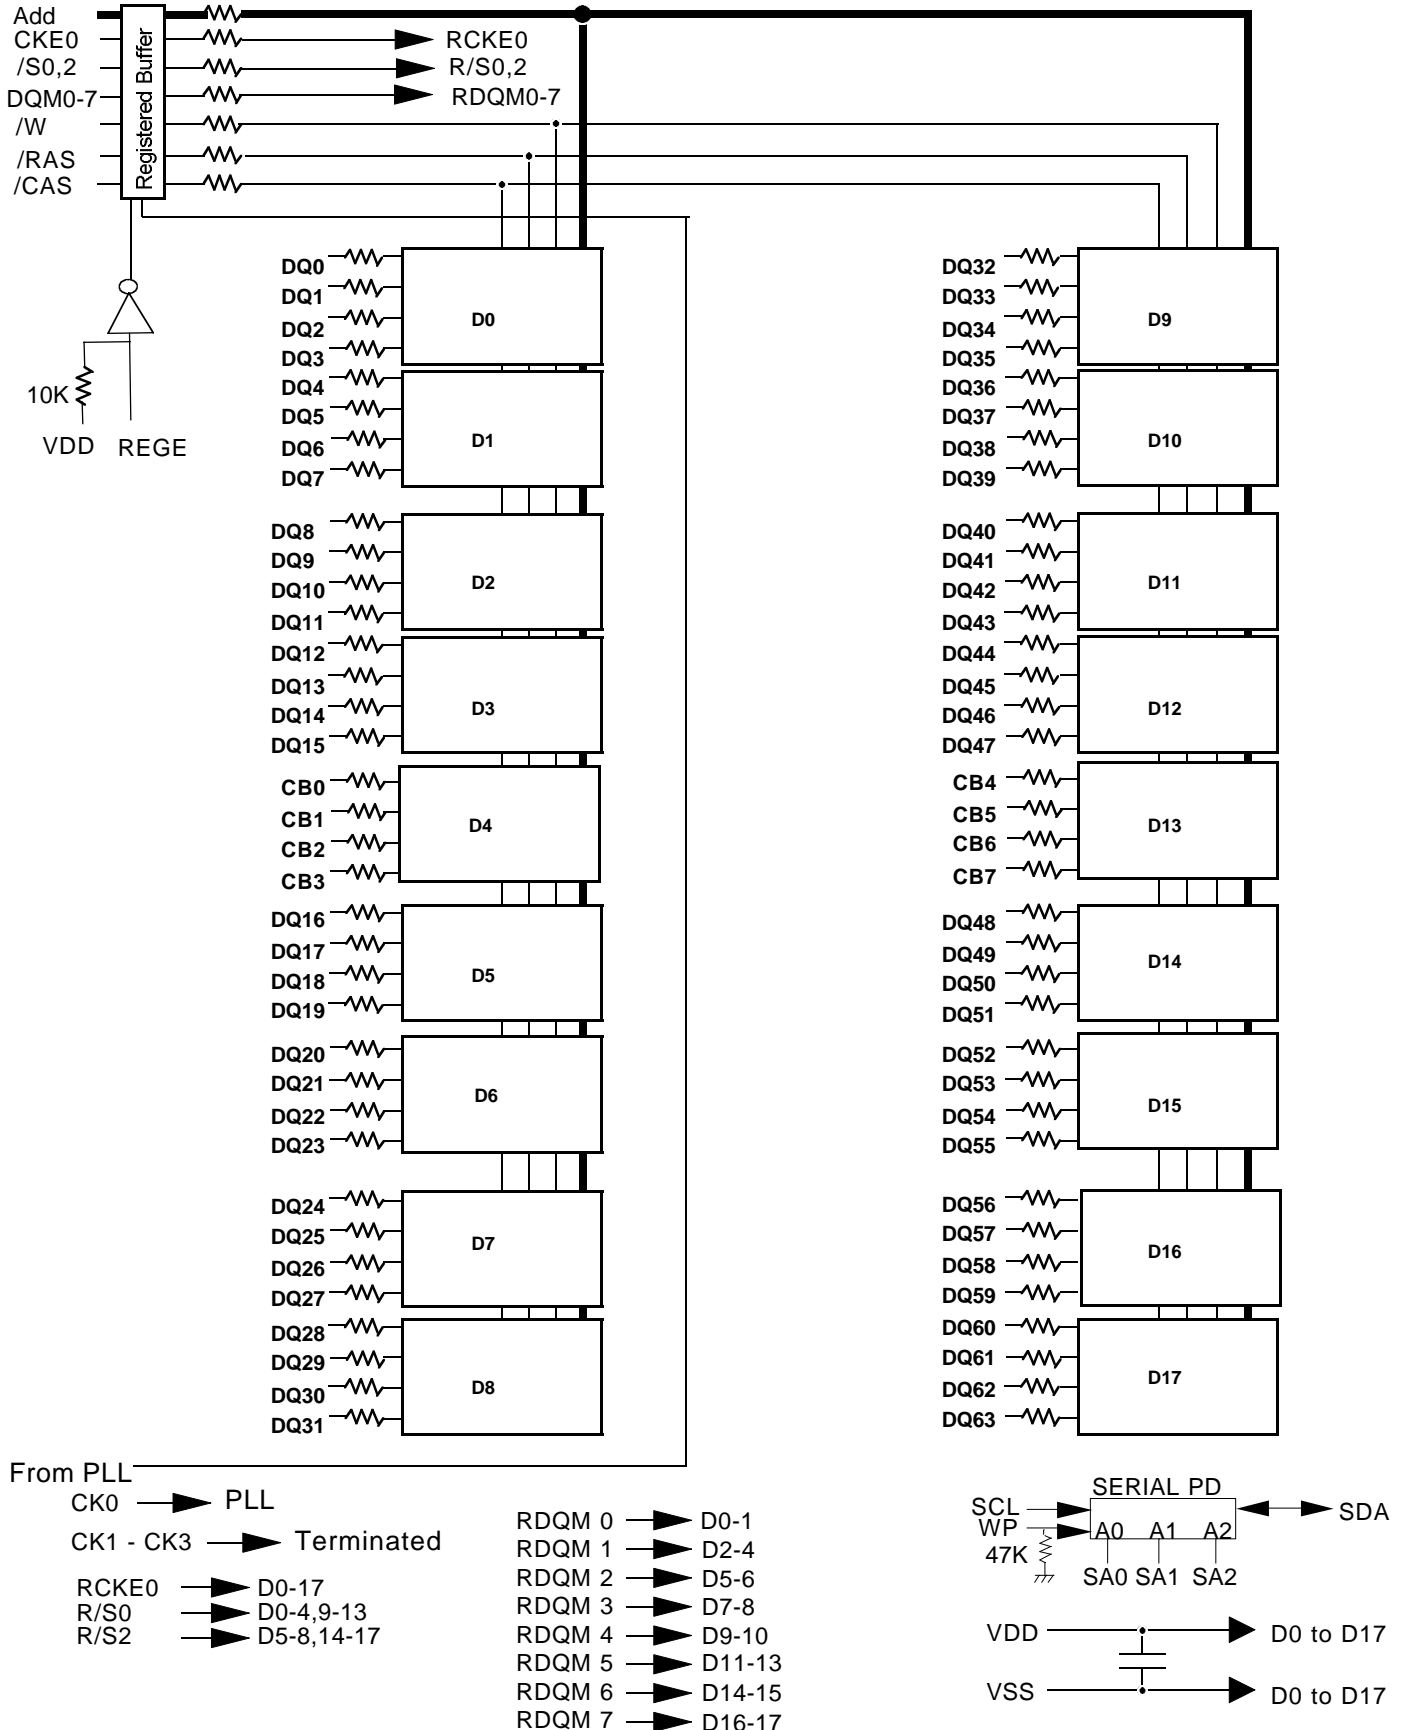 Add
CKE0
/S0,2
DQM0-7
/W
/RAS
/CAS
Registered Buffer
RCKE0
R/S0,2
RDQM0-7
10K
VDD
REGE
DQ0
DQ1
DQ2
DQ3
D0
DQ4
DQ5
DQ6
DQ7
D1
DQ8
DQ9
DQ10
DQ11
D2
DQ12
DQ13
DQ14
DQ15
D3
CB0
CB1
CB2
CB3
D4
DQ16
DQ17
DQ18
DQ19
D5
DQ20
DQ21
DQ22
DQ23
D6
DQ24
DQ25
DQ26
DQ27
D7
DQ28
DQ29
DQ30
DQ31
D8
DQ32
DQ33
DQ34
DQ35
D9
DQ36
DQ37
DQ38
DQ39
D10
DQ40
DQ41
DQ42
DQ43
D11
DQ44
DQ45
DQ46
DQ47
D12
CB4
CB5
CB6
CB7
D13
DQ48
DQ49
DQ50
DQ51
D14
DQ52
DQ53
DQ54
DQ55
D15
DQ56
DQ57
DQ58
DQ59
D16
DQ60
DQ61
DQ62
DQ63
D17
From PLL
CK0 PLL
CK1 - CK3 Terminated
RCKE0 D0-17
R/S0 D0-4,9-13
R/S2 D5-8,14-17
RDQM 0 D0-1
RDQM 1 D2-4
RDQM 2 D5-6
RDQM 3 D7-8
RDQM 4 D9-10
RDQM 5 D11-13
RDQM 6 D14-15
RDQM 7 D16-17
SERIAL PD
SCL
WP
47K
A0 A1 A2
SDA
SA0 SA1 SA2
VDD D0 to D17
VSS D0 to D17